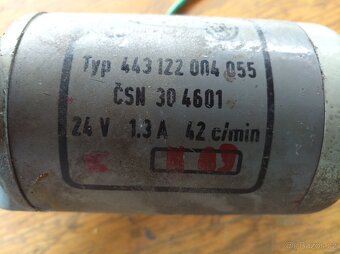 Typ 443 122 004 055
ČSN 30 4601
24 V 1.3 A 42 c/min